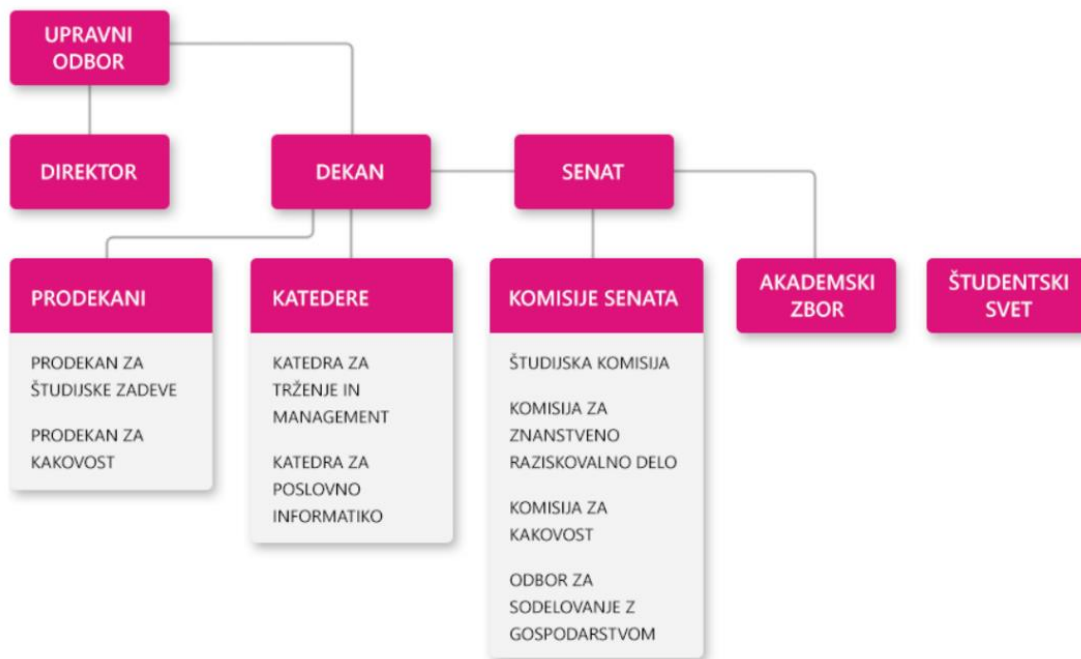 UPRAVNI
ODBOR
DIREKTOR
DEKAN
SENAT
PRODEKANI
PRODEKAN ZA
ŠTUDIJSKE ZADEVE
PRODEKAN ZA
KAKOVOST
KATEDERE
KATEDRA ZA
TRŽENJE IN
MANAGEMENT
KATEDRA ZA
POSLOVNO
INFORMATIKO
KOMISIJE SENATA
ŠTUDIJSKA KOMISIJA
KOMISIJA ZA
ZNANSTVENO
RAZISKOVALNO DELO
KOMISIJA ZA
KAKOVOST
ODBOR ZA
SODELOVANJE Z
GOSPODARSTVOM
AKADEMSKI
ZBOR
ŠTUDENTSKI
SVET